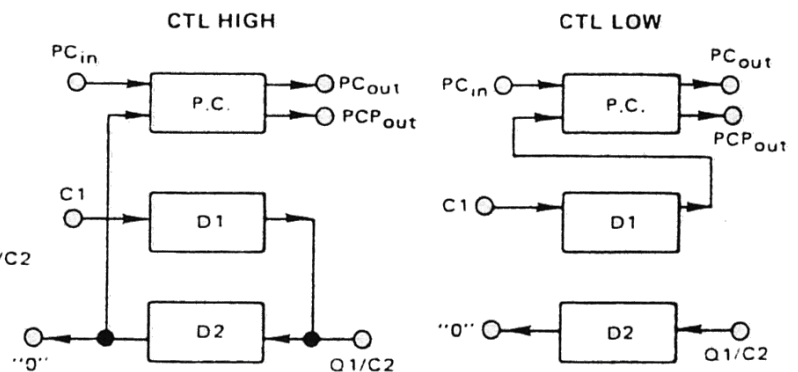 CTL HIGH
PCin
P.C.
PCout
PCPout
C1
D1
/C2
D2
"0"
Q1/C2
CTL LOW
PCin
P.C.
PCout
PCPout
C1
D1
"0"
D2
Q1/C2